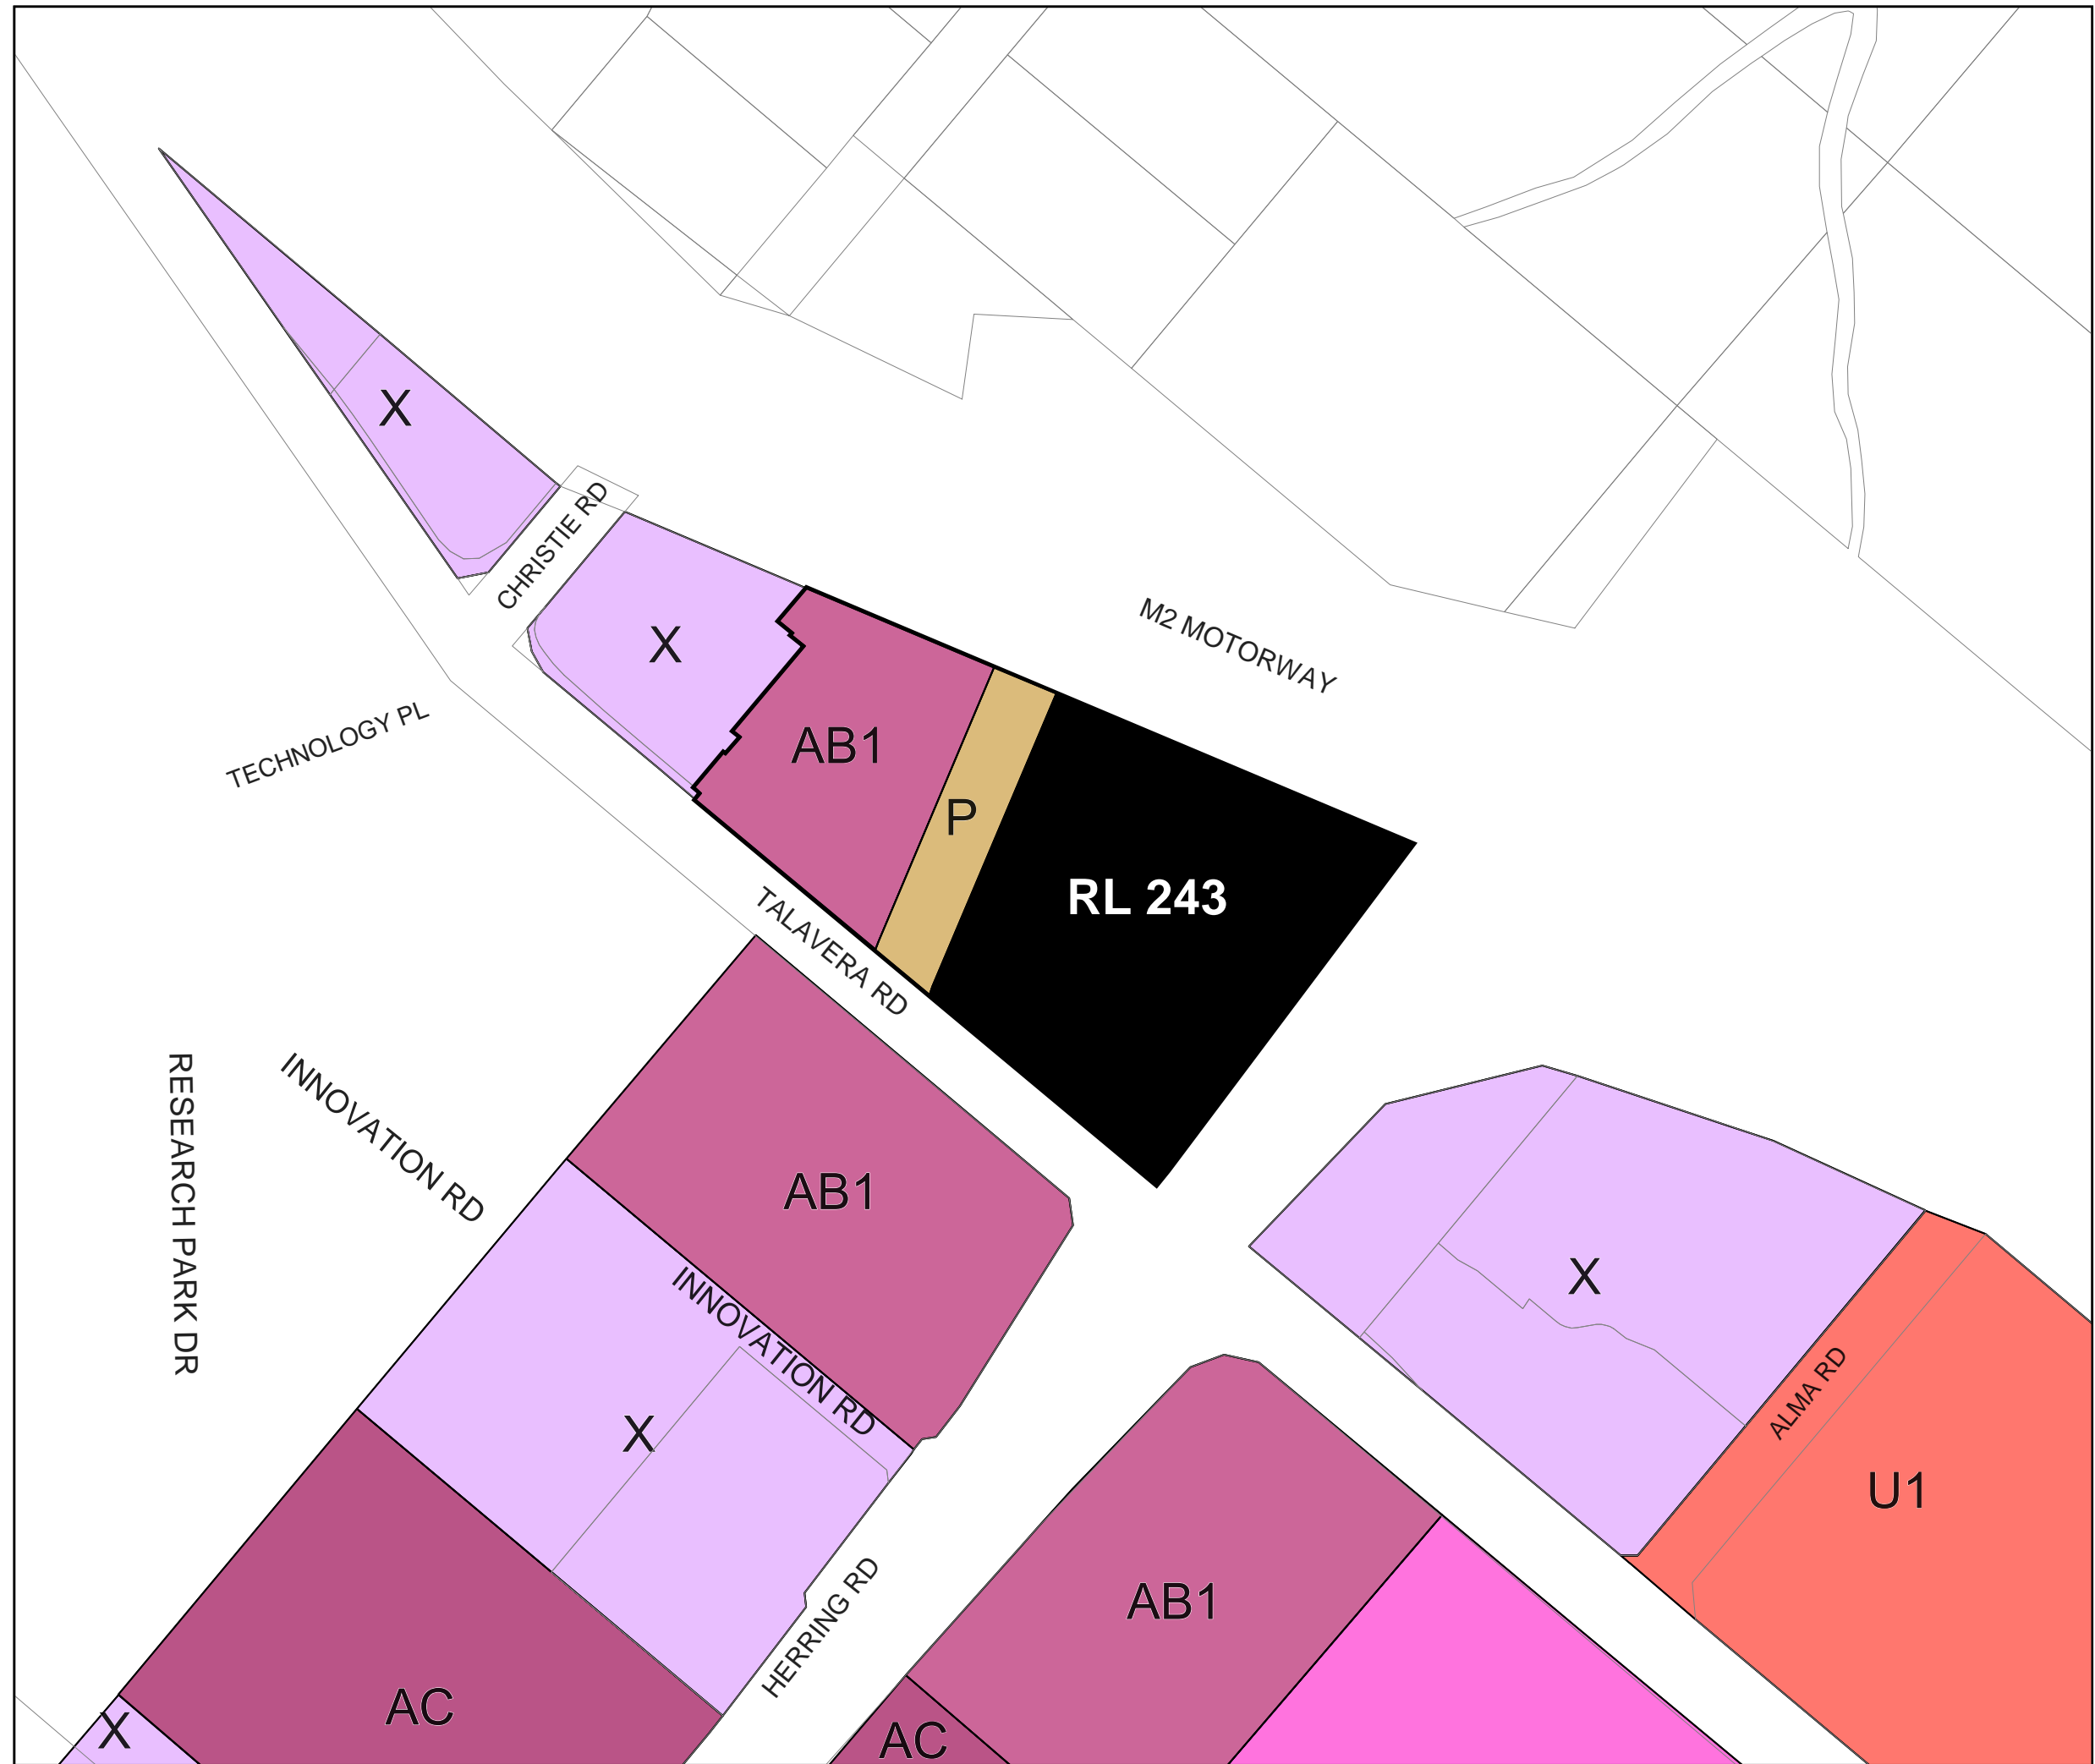 X
CHRISTIE RD
X
M2 MOTORWAY
TECHNOLOGY PL
AB1
P
RL 243
TALAVERA RD
INNOVATION RD
RESEARCH PARK DR
AB1
INNOVATION RD
X
X
ALMA RD
U1
HERRING RD
AB1
AC
X
AC